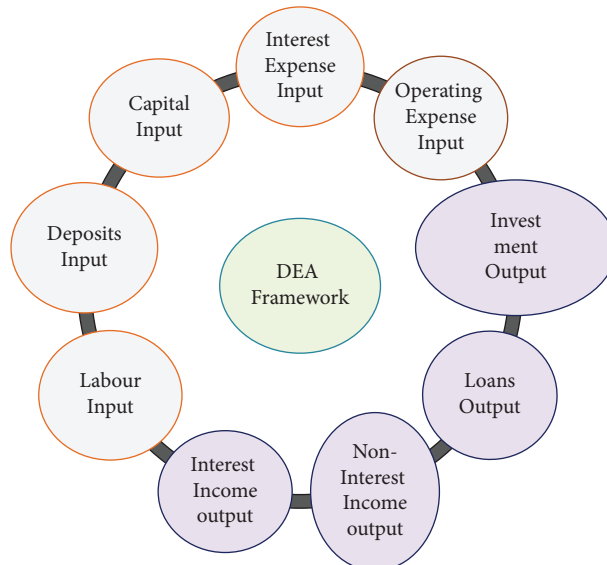 Interest
Expense
Input
Operating
Expense
Input
Invest
ment
Output
Loans
Output
Non-
Interest
Income
output
Interest
Income
output
Labour
Input
Deposits
Input
Capital
Input
DEA
Framework